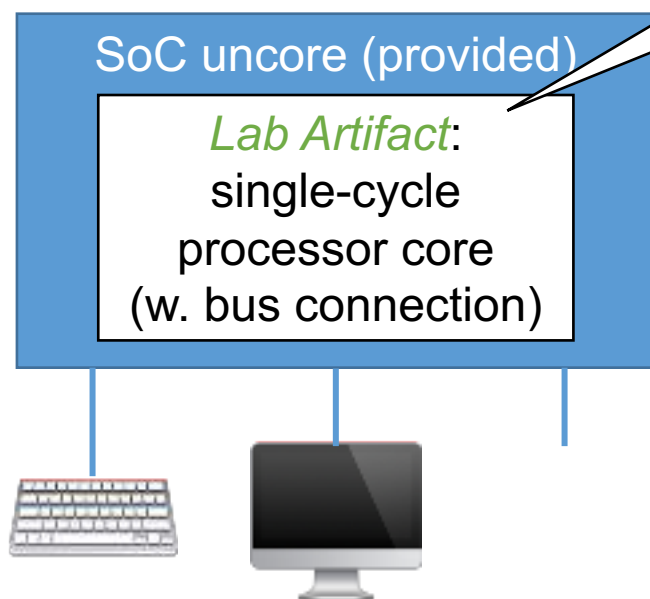 SoC uncore (provided)
Lab Artifact:
single-cycle
processor core
(w. bus connection)